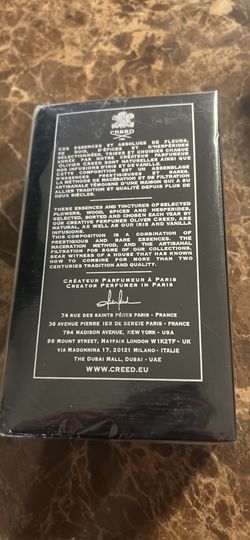 CREED
CES ESSENCES ET ABSOLUES DE FLEURS,
DE BOIS, D'ÉPICES ET D'HESPÉRIDES
SÉLECTIONNÉES, TRIÉES ET CHOISIES CHAQUE
ANNÉE PAR NOTRE CRÉATEUR PARFUMEUR
OLIVIER CREED SONT NATURELLES AINSI QUE
NOS INFUSIONS D'IRIS ET DE VANILLE.
CETTE COMPOSITION EST UN ASSEMBLAGE
D'ESSENCES PRESTIGIEUSES ET RARES.
LA MÉTHODE DE MACÉRATION ET DE FILTRATION
ARTISANALE TÉMOIGNE D'UNE MAISON QUI A SU
ALLIER TRADITION ET QUALITÉ DEPUIS PLUS DE
DEUX SIÈCLES.
THESE ESSENCES AND TINCTURES OF SELECTED
FLOWERS, WOOD, SPICES AND HESPERIDES,
SELECTED, SORTED AND CHOSEN EACH YEAR BY
OUR CREATIVE PERFUMER OLIVIER CREED, ARE
NATURAL, AS WELL AS OUR IRIS AND VANILLA
INFUSIONS.
THIS COMPOSITION IS A COMBINATION OF
PRESTIGIOUS AND RARE ESSENCES. THE
MACERATION METHOD AND THE ARTISANAL
FILTRATION FOR SOME OF OUR TINCTIONS,
BEAR WITNESS OF A HOUSE THAT HAS KNOWN
HOW TO COMBINE FOR MORE THAN TWO
CENTURIES TRADITION AND QUALITY.
CRÉATEUR PARFUMEUR À PARIS
CREATOR PERFUMER IN PARIS
74 RUE DES SAINTS PÈRES PARIS - FRANCE
38 AVENUE PIERRE 1ER DE SERBIE PARIS - FRANCE
794 MADISON AVENUE, NEW YORK - USA
99 MOUNT STREET, MAYFAIR LONDON W1K2TF - UK
VIA MADONNINA 17, 20121 MILANO - ITALIE
THE DUBAI MALL, DUBAI - UAE
WWW.CREED.EU